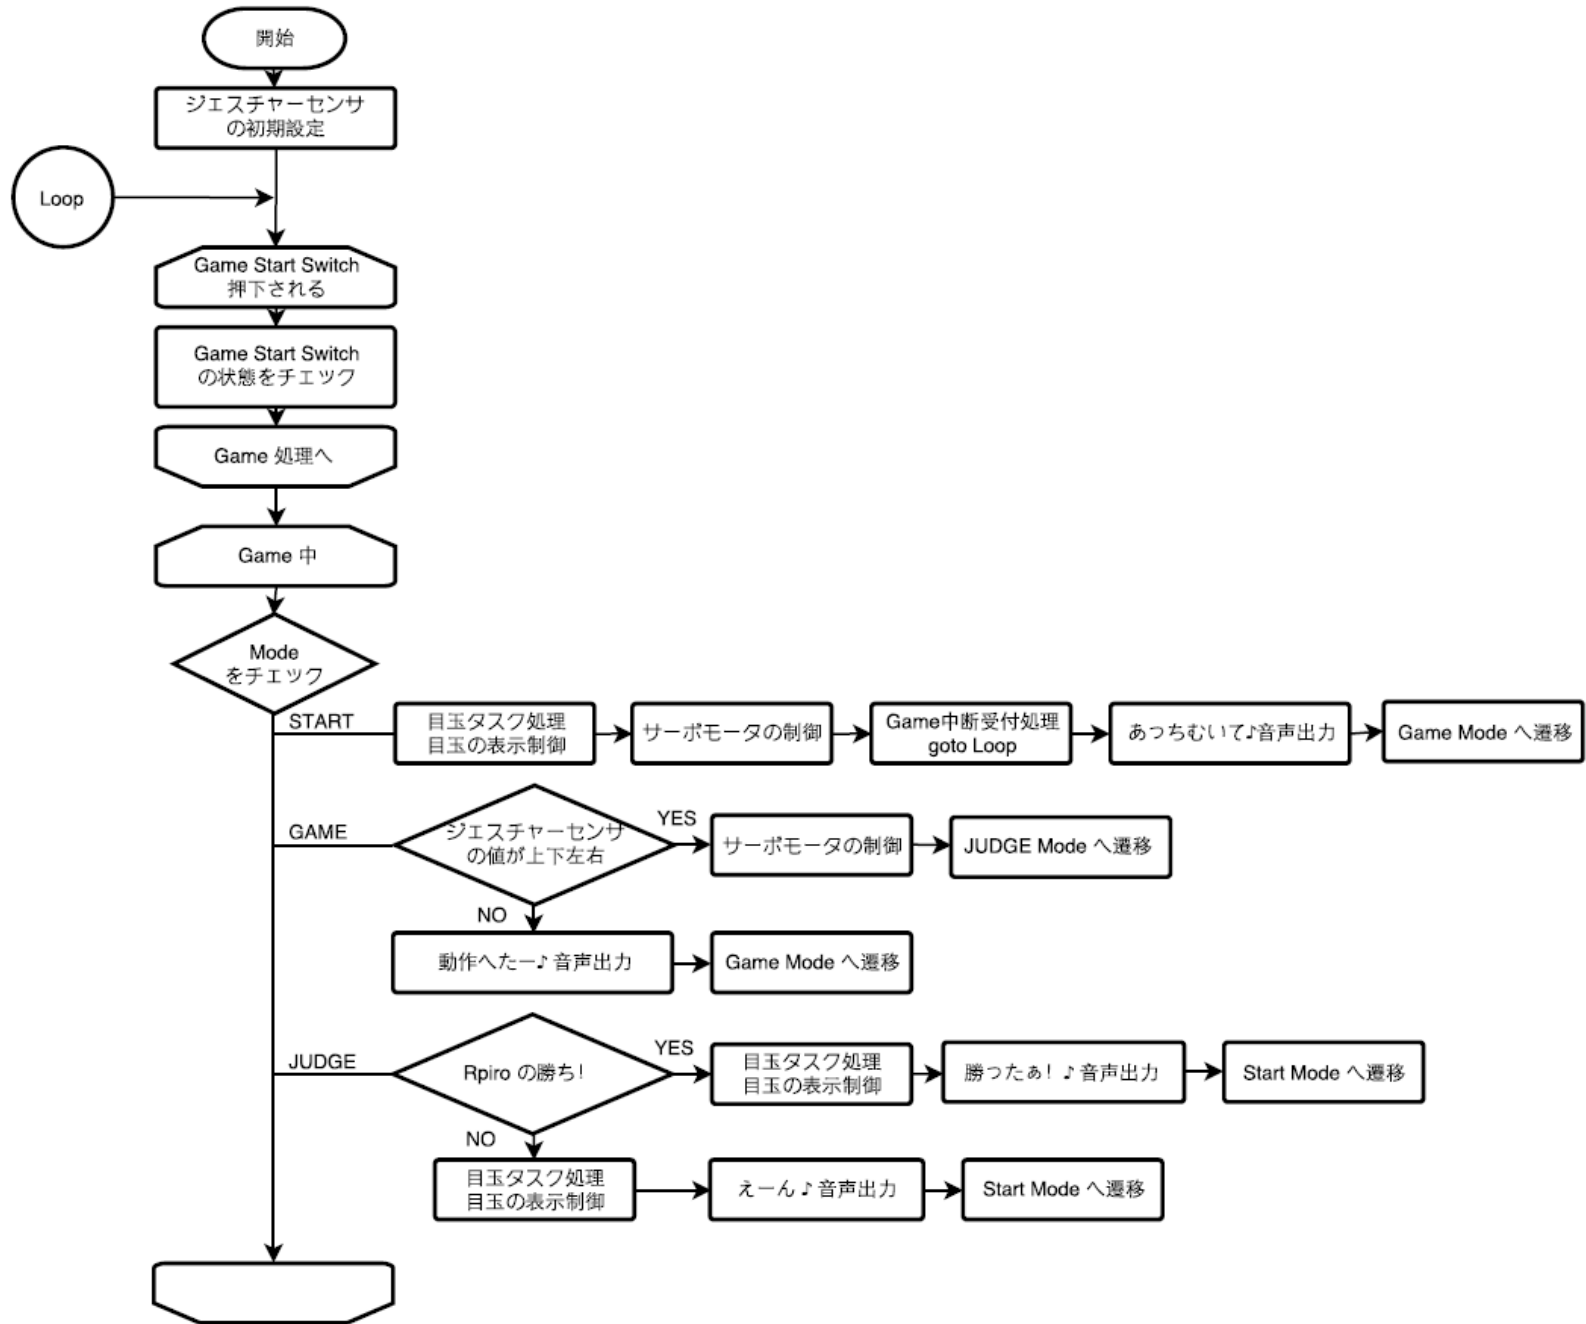 開始
ジェスチャーセンサ
の初期設定
Loop
Game Start Switch
押下される
Game Start Switch
の状態をチェック
Game 処理へ
Game 中
Mode
をチェック
START
目玉タスク処理
目玉の表示制御
サーボモータの制御
Game中断受付処理
goto Loop
あっちむいて♪音声出力
Game Mode へ遷移
GAME
ジェスチャーセンサ
の値が上下左右
YES
サーボモータの制御
JUDGE Mode へ遷移
NO
動作へたー♪ 音声出力
Game Mode へ遷移
JUDGE
Rpiro の勝ち!
YES
目玉タスク処理
目玉の表示制御
勝ったぁ! ♪ 音声出力
Start Mode へ遷移
NO
目玉タスク処理
目玉の表示制御
えーん ♪ 音声出力
Start Mode へ遷移